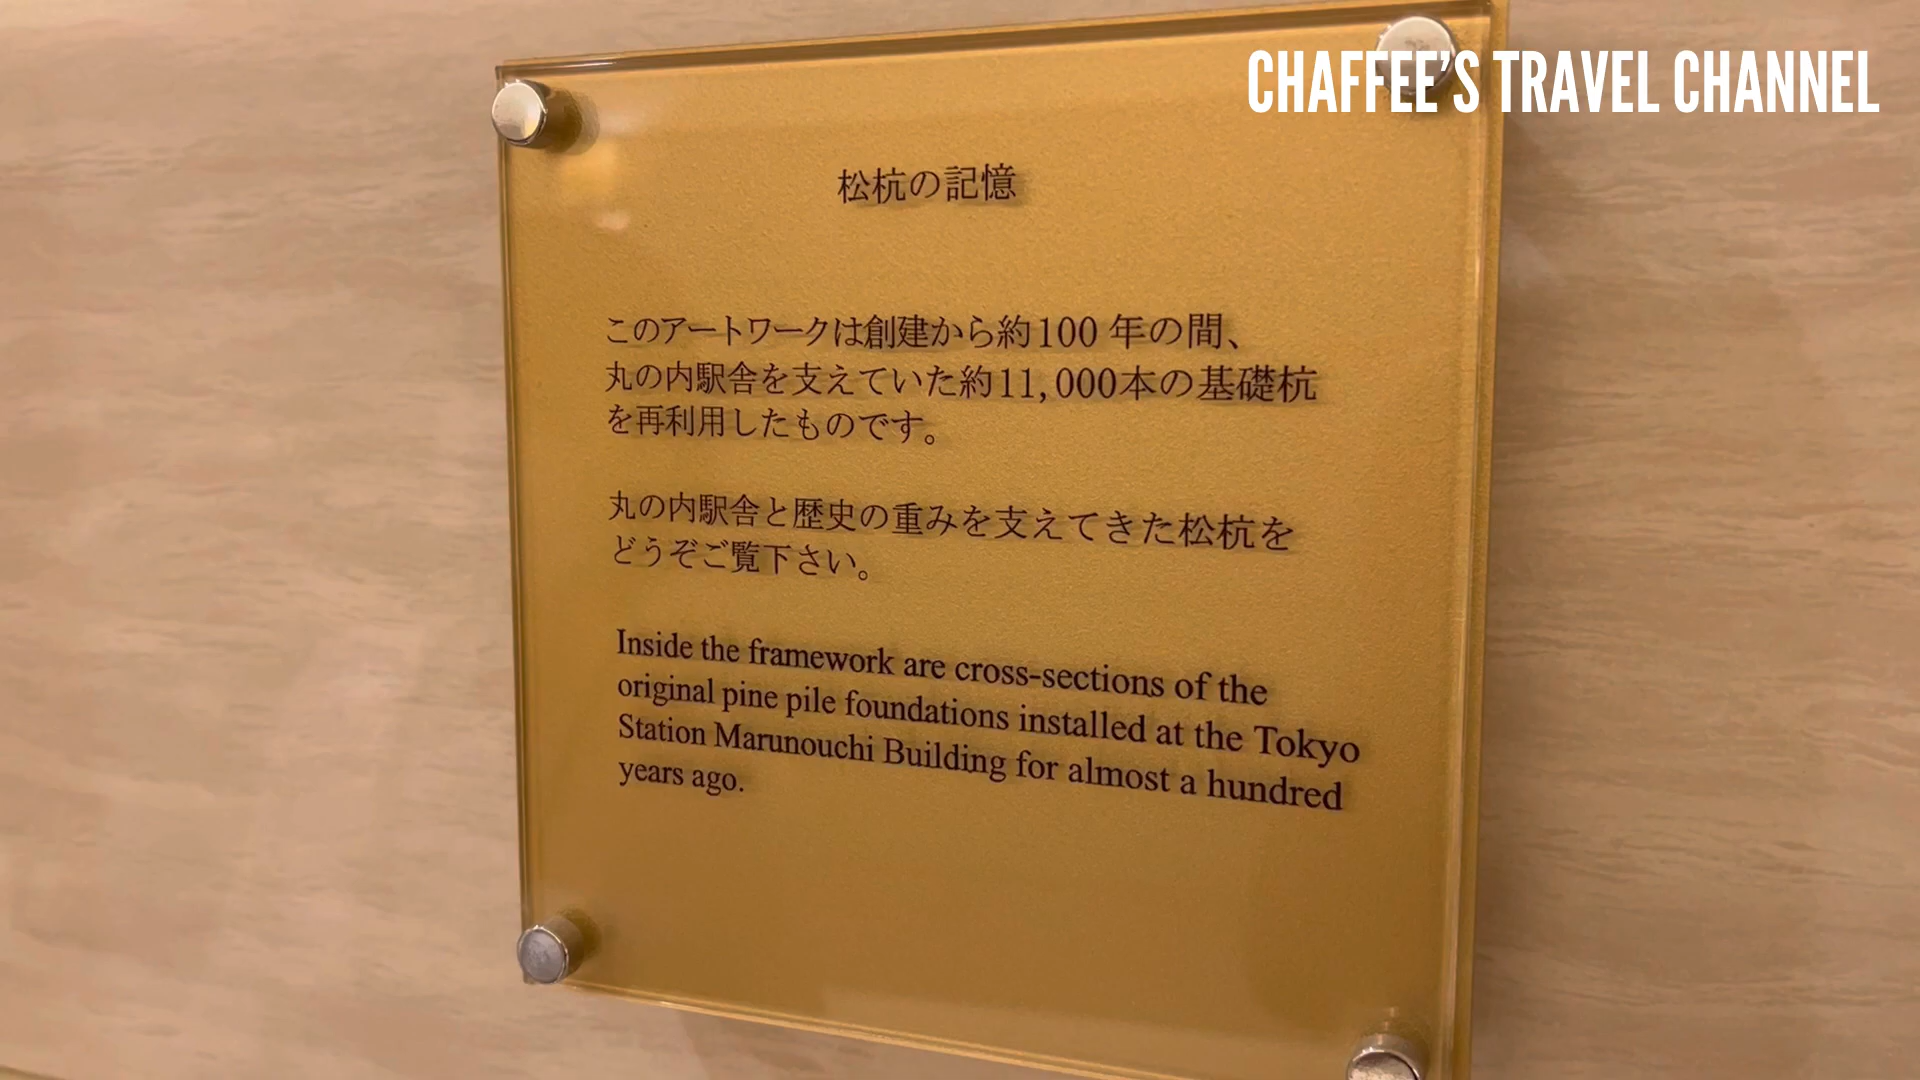 CHAFFEE'S TRAVEL CHANNEL
松杭の記憶
このアートワークは創建から約100年の間、
丸の内駅舎を支えていた約11,000本の基礎杭
を再利用したものです。
丸の内駅舎と歴史の重みを支えてきた松杭を
どうぞご覧下さい。
Inside the framework are cross-sections of the
original pine pile foundations installed at the Tokyo
Station Marunouchi Building for almost a hundred
years ago.